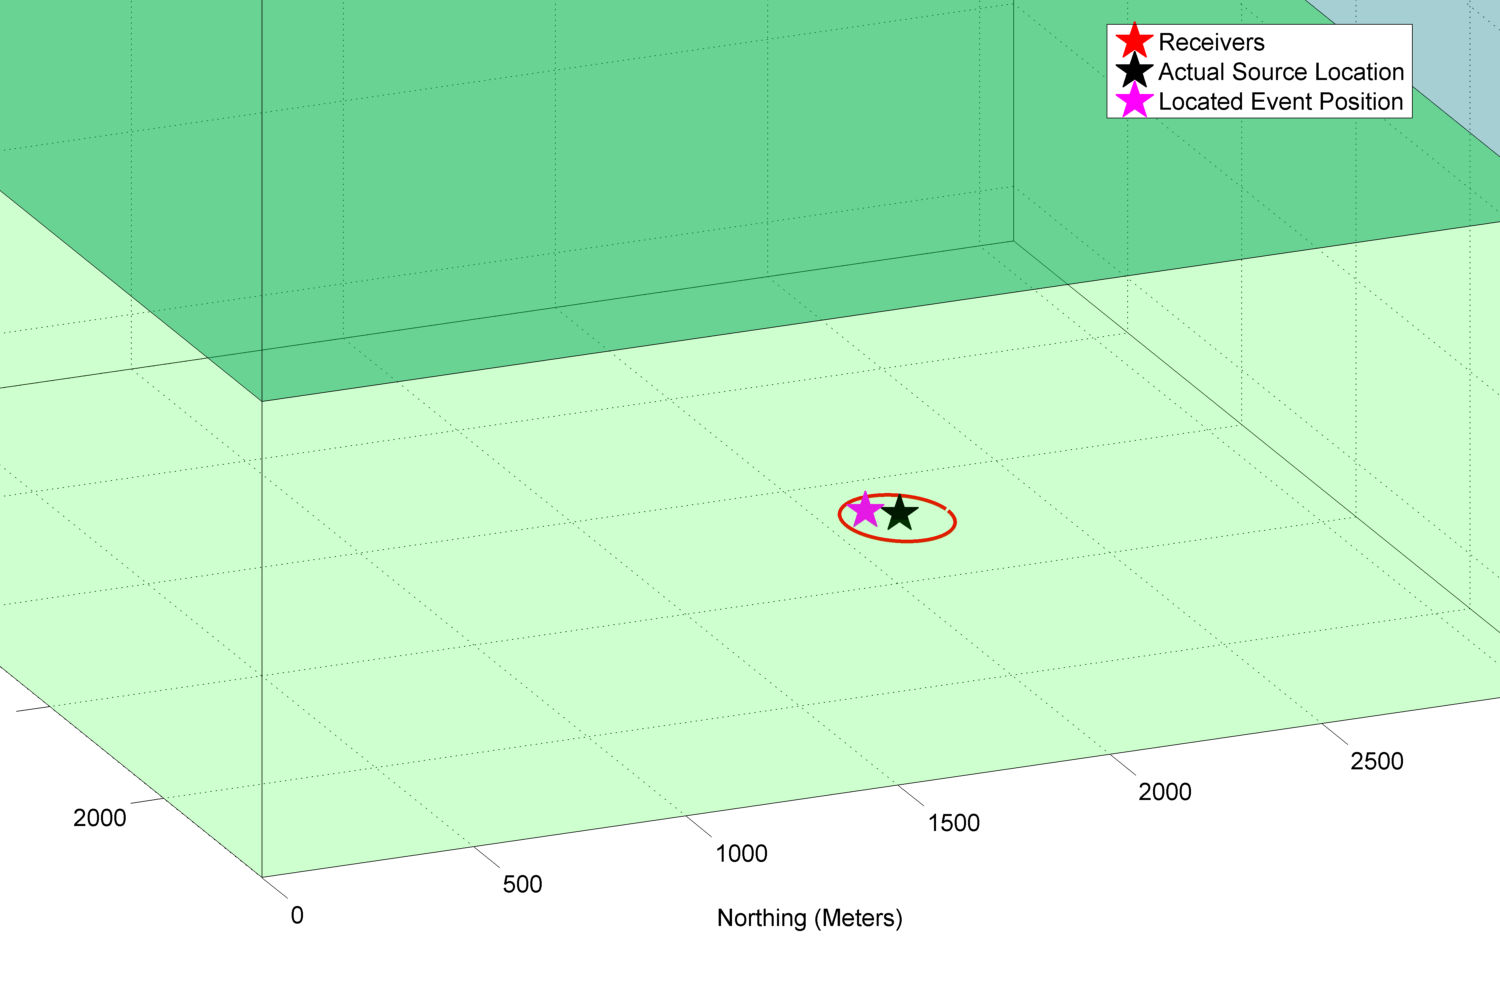 Receivers
Actual Source Location
Located Event Position
2500
2000
1500
2000
1000
500
0
Northing (Meters)